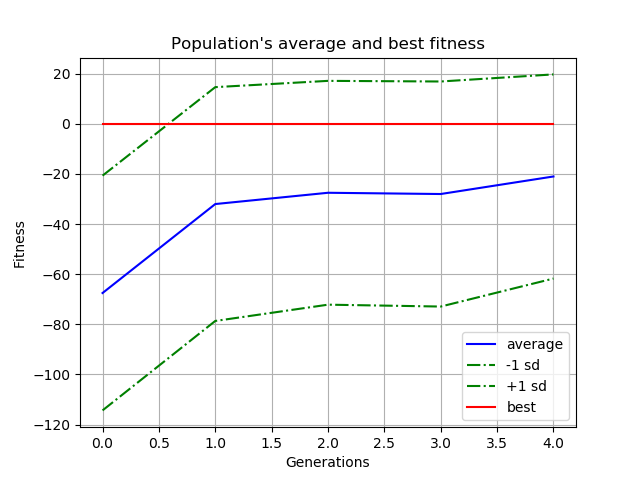 Population's average and best fitness
Fitness
20
0
−20
−40
−60
−80
−100
−120
0.0 0.5 1.0 1.5 2.0 2.5 3.0 3.5 4.0
Generations
average
-1 sd
+1 sd
best